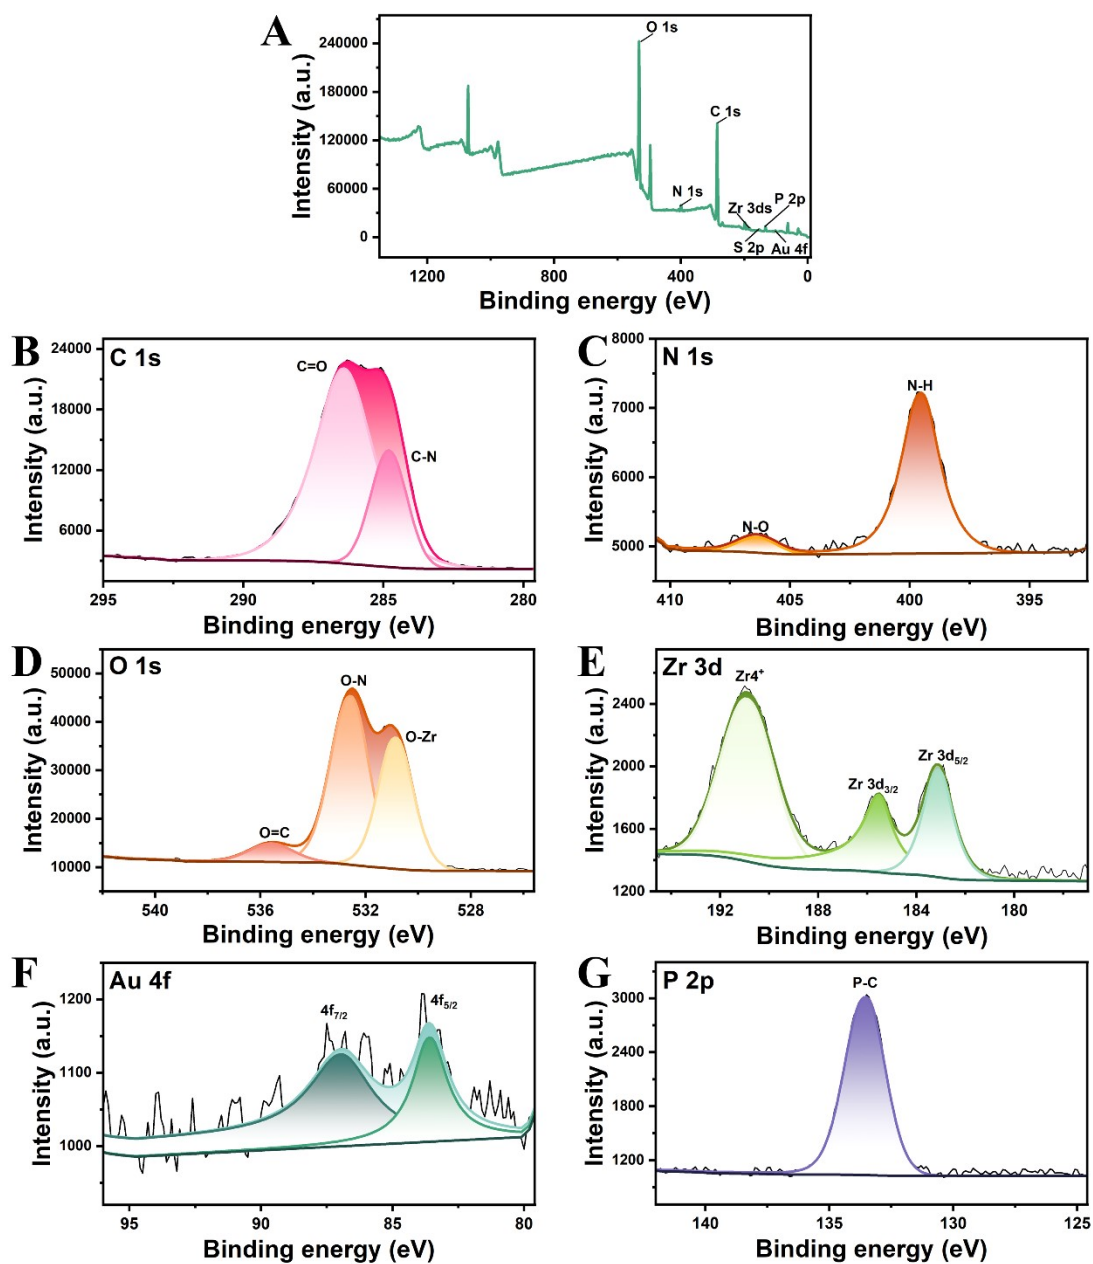 A
Intensity (a.u.)
240000
180000
120000
60000
0
O 1s
C 1s
N 1s
Zr 3ds
P 2p
S 2p
Au 4f
1200
800
400
0
Binding energy (eV)
B
C 1s
Intensity (a.u.)
24000
18000
12000
6000
C=O
C-N
295
290
285
280
Binding energy (eV)
C
N 1s
Intensity (a.u.)
8000
7000
6000
5000
N-H
N-O
410
405
400
395
Binding energy (eV)
D
O 1s
Intensity (a.u.)
50000
40000
30000
20000
10000
O-N
O-Zr
O=C
540
536
532
528
Binding energy (eV)
E
Zr 3d
Intensity (a.u.)
2400
2000
1600
1200
Zr4⁺
Zr 3d₃/₂
Zr 3d₅/₂
192
188
184
180
Binding energy (eV)
F
Au 4f
Intensity (a.u.)
1200
1100
1000
4f₇/₂
4f₅/₂
95
90
85
80
Binding energy (eV)
G
P 2p
Intensity (a.u.)
3000
2400
1800
1200
P-C
140
135
130
125
Binding energy (eV)